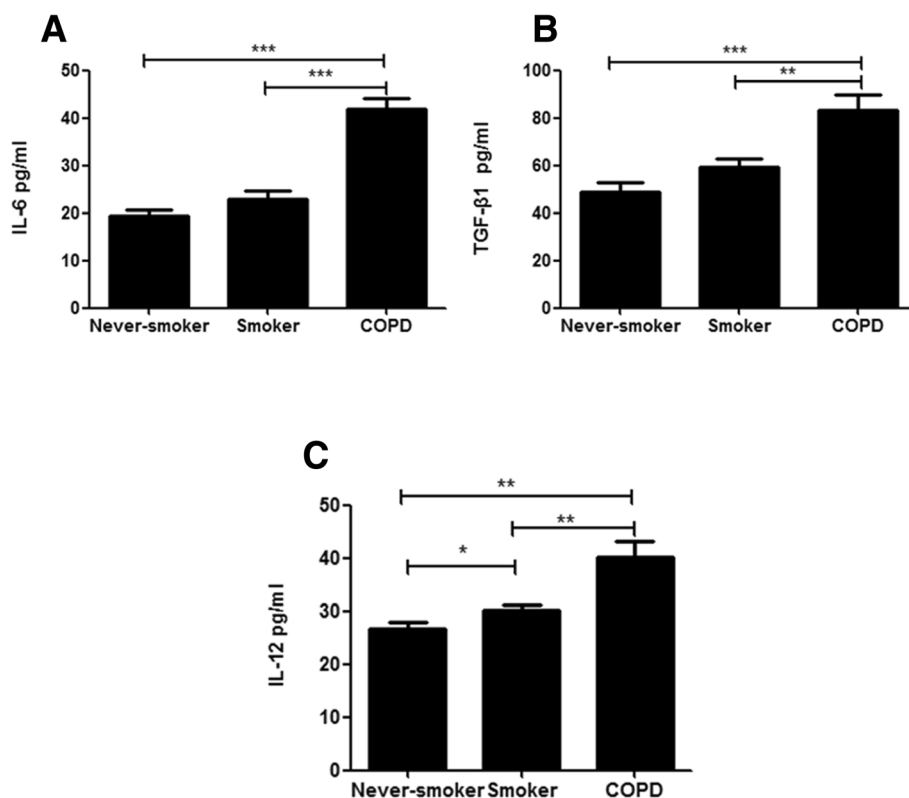 A
***
***
50
40
30
20
10
0
IL-6 pg/ml
Never-smoker Smoker COPD
B
***
**
100
80
60
40
20
0
TGF-β1 pg/ml
Never-smoker Smoker COPD
C
**
**
*
50
40
30
20
10
0
IL-12 pg/ml
Never-smoker Smoker COPD